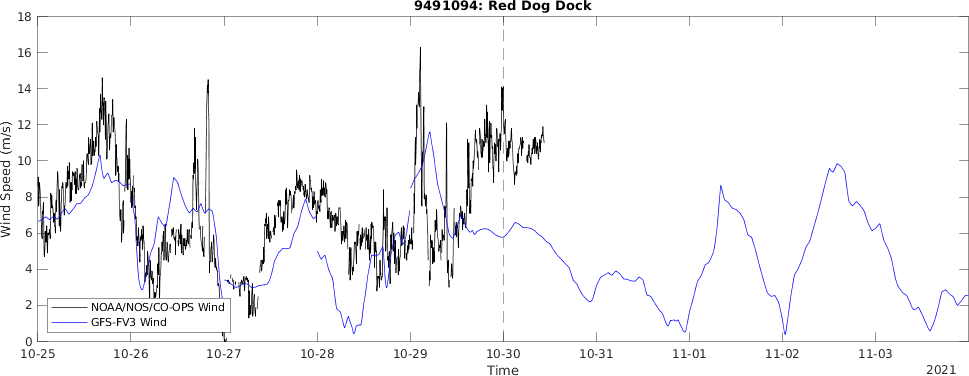 9491094: Red Dog Dock
18
16
14
12
10
8
6
4
2
0
Wind Speed (m/s)
NOAA/NOS/CO-OPS Wind
GFS-FV3 Wind
10-25 10-26 10-27 10-28 10-29 10-30 10-31 11-01 11-02 11-03
Time
2021